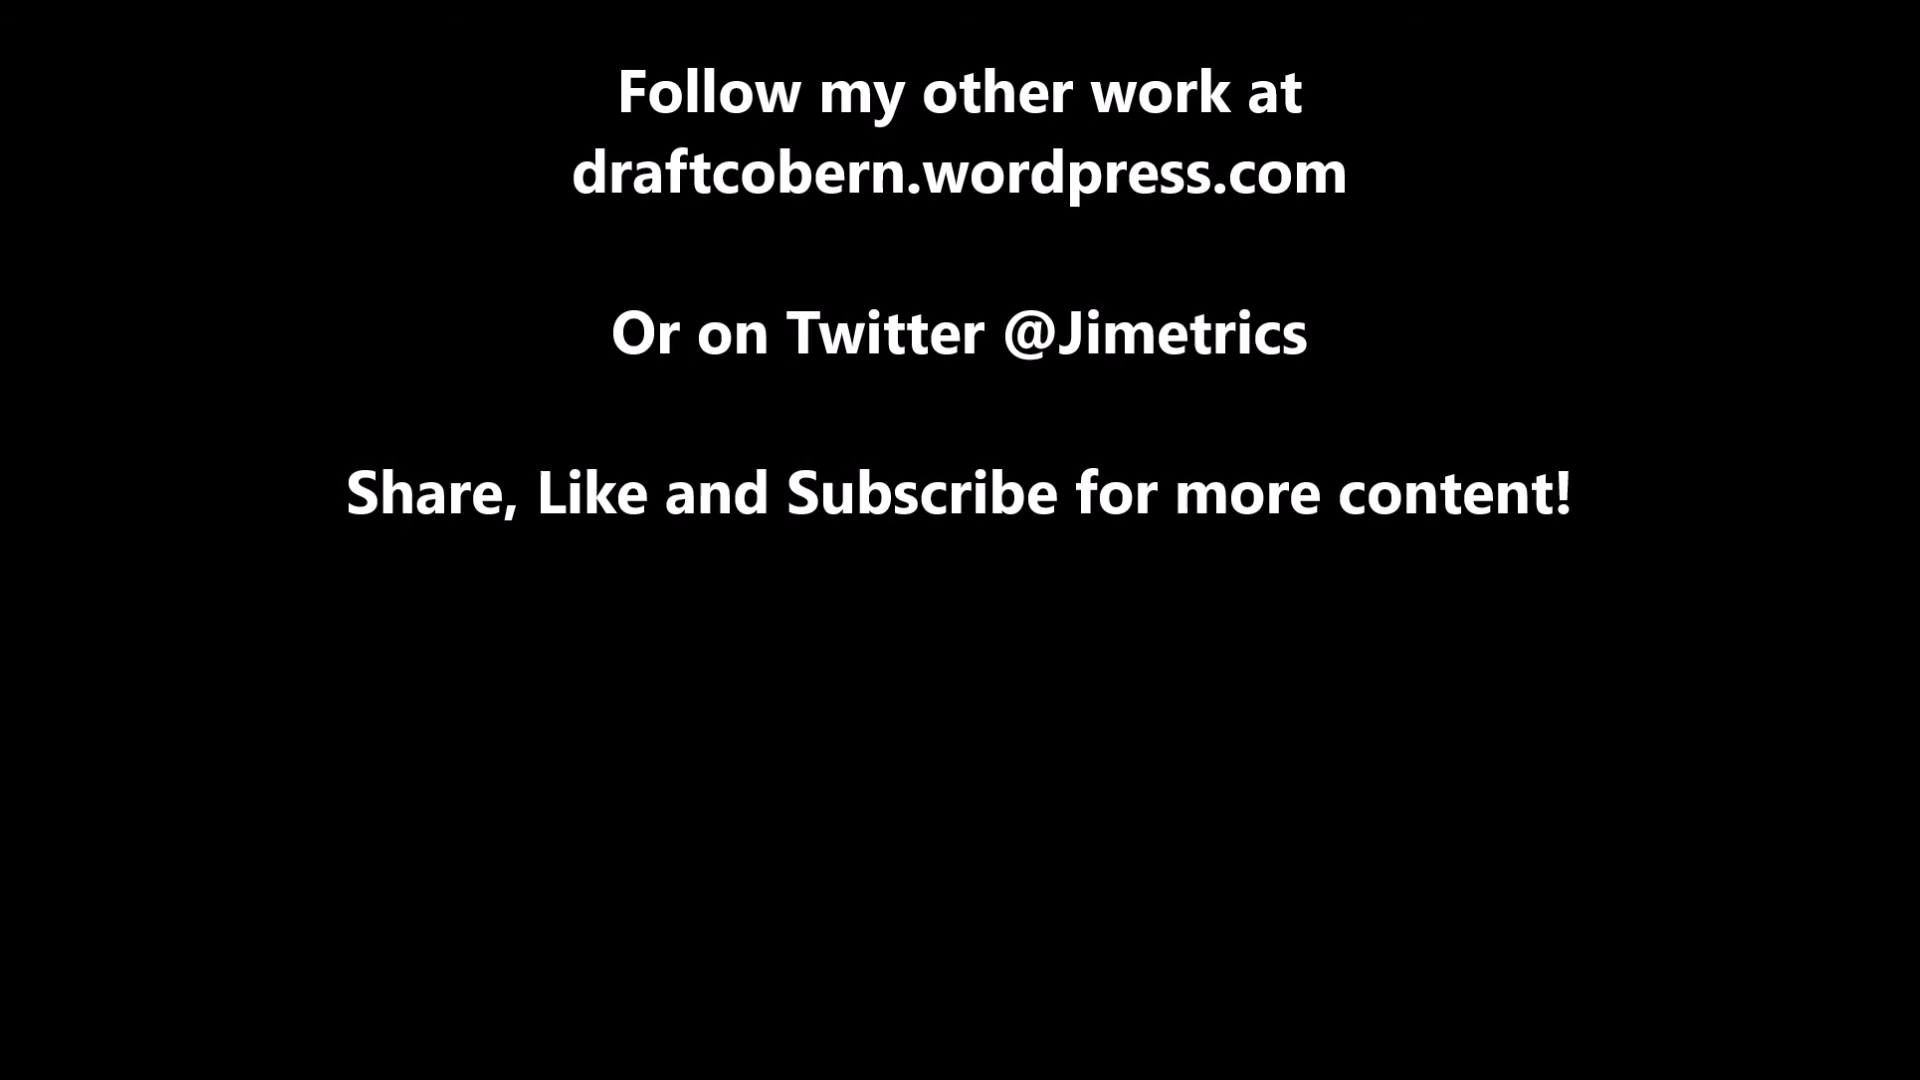 Follow my other work at
draftcobern.wordpress.com
Or on Twitter @Jimetrics
Share, Like and Subscribe for more content!